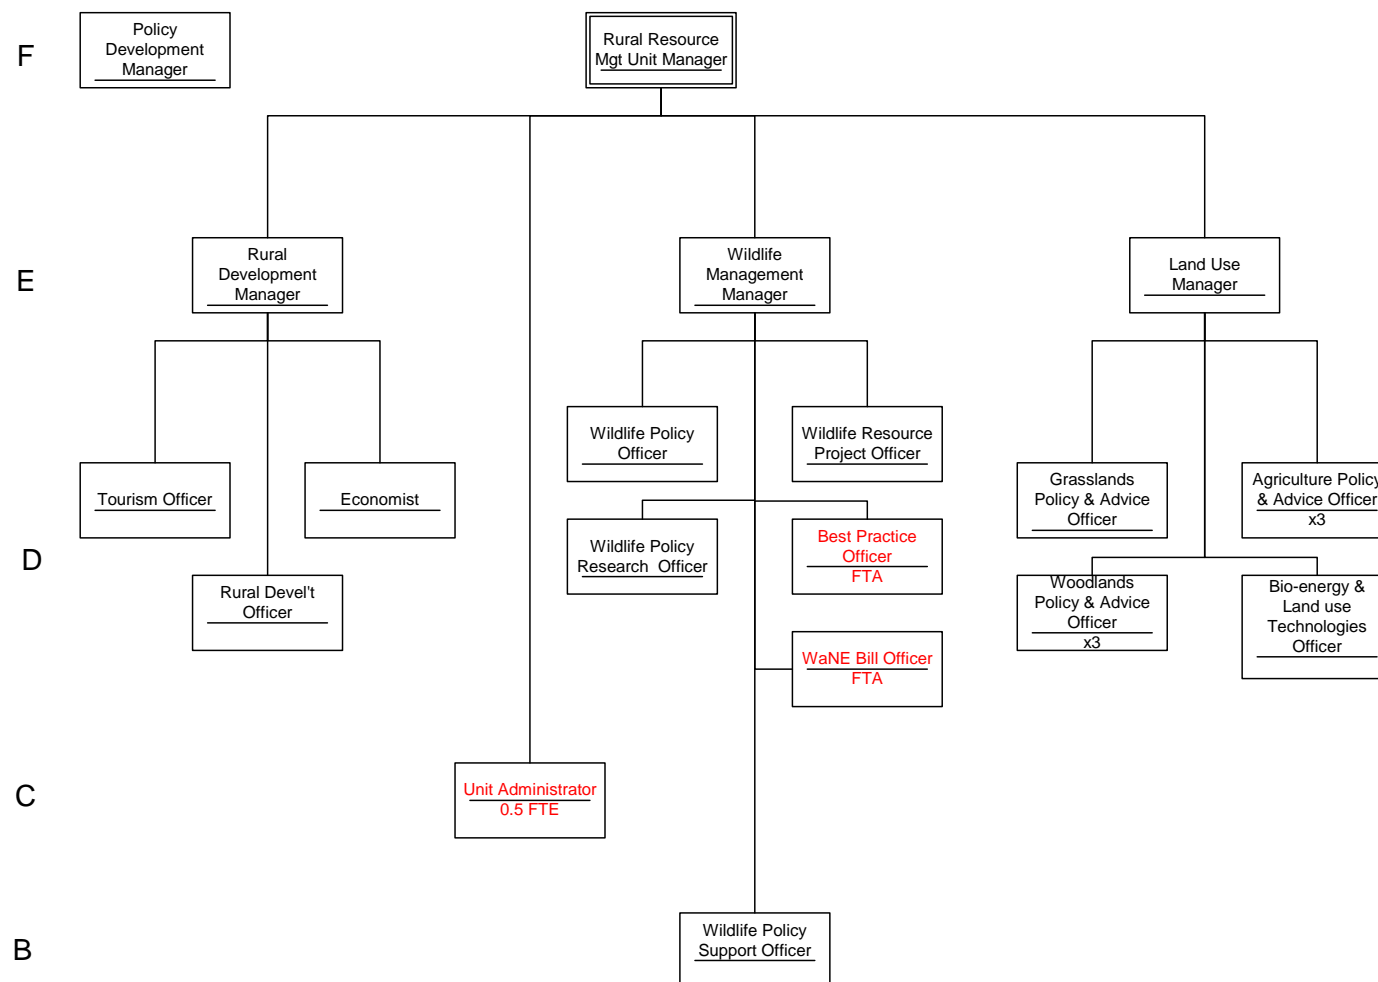 F
Policy
Development
Manager
Rural Resource
Mgt Unit Manager
E
Rural
Development
Manager
Wildlife
Management
Manager
Land Use
Manager
Wildlife Policy
Officer
Wildlife Resource
Project Officer
Tourism Officer
Economist
Grasslands
Policy & Advice
Officer
Agriculture Policy
& Advice Officer
x3
D
Wildlife Policy
Research Officer
Best Practice
Officer
FTA
Rural Devel't
Officer
Woodlands
Policy & Advice
Officer
x3
Bio-energy &
Land use
Technologies
Officer
WaNE Bill Officer
FTA
C
Unit Administrator
0.5 FTE
B
Wildlife Policy
Support Officer